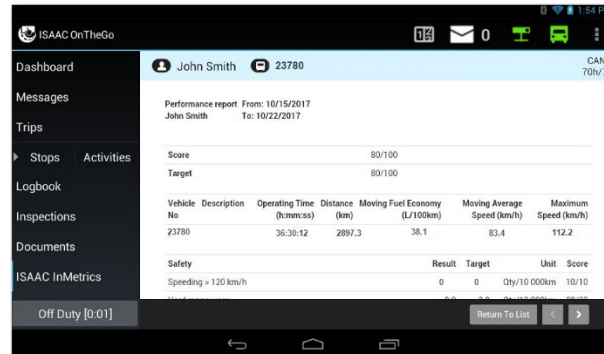 1:54 P
ISAAC OnTheGo
0
Dashboard
John Smith 23780
CAN
70h/7
Messages
Performance report From: 10/15/2017
John Smith To: 10/22/2017
Trips
Stops Activities
Score 80/100
Target 80/100
Logbook
Vehicle Description Operating Time Distance Moving Fuel Economy Moving Average Maximum
No (h:mm:ss) (km) (L/100km) Speed (km/h) Speed (km/h)
Inspections
23780 36:30:12 2897.3 38.1 83.4 112.2
Documents
Safety Result Target Unit Score
ISAAC InMetrics
Speeding > 120 km/h 0 0 Qty/10 000km 10/10
Off Duty [0:01]
Return To List